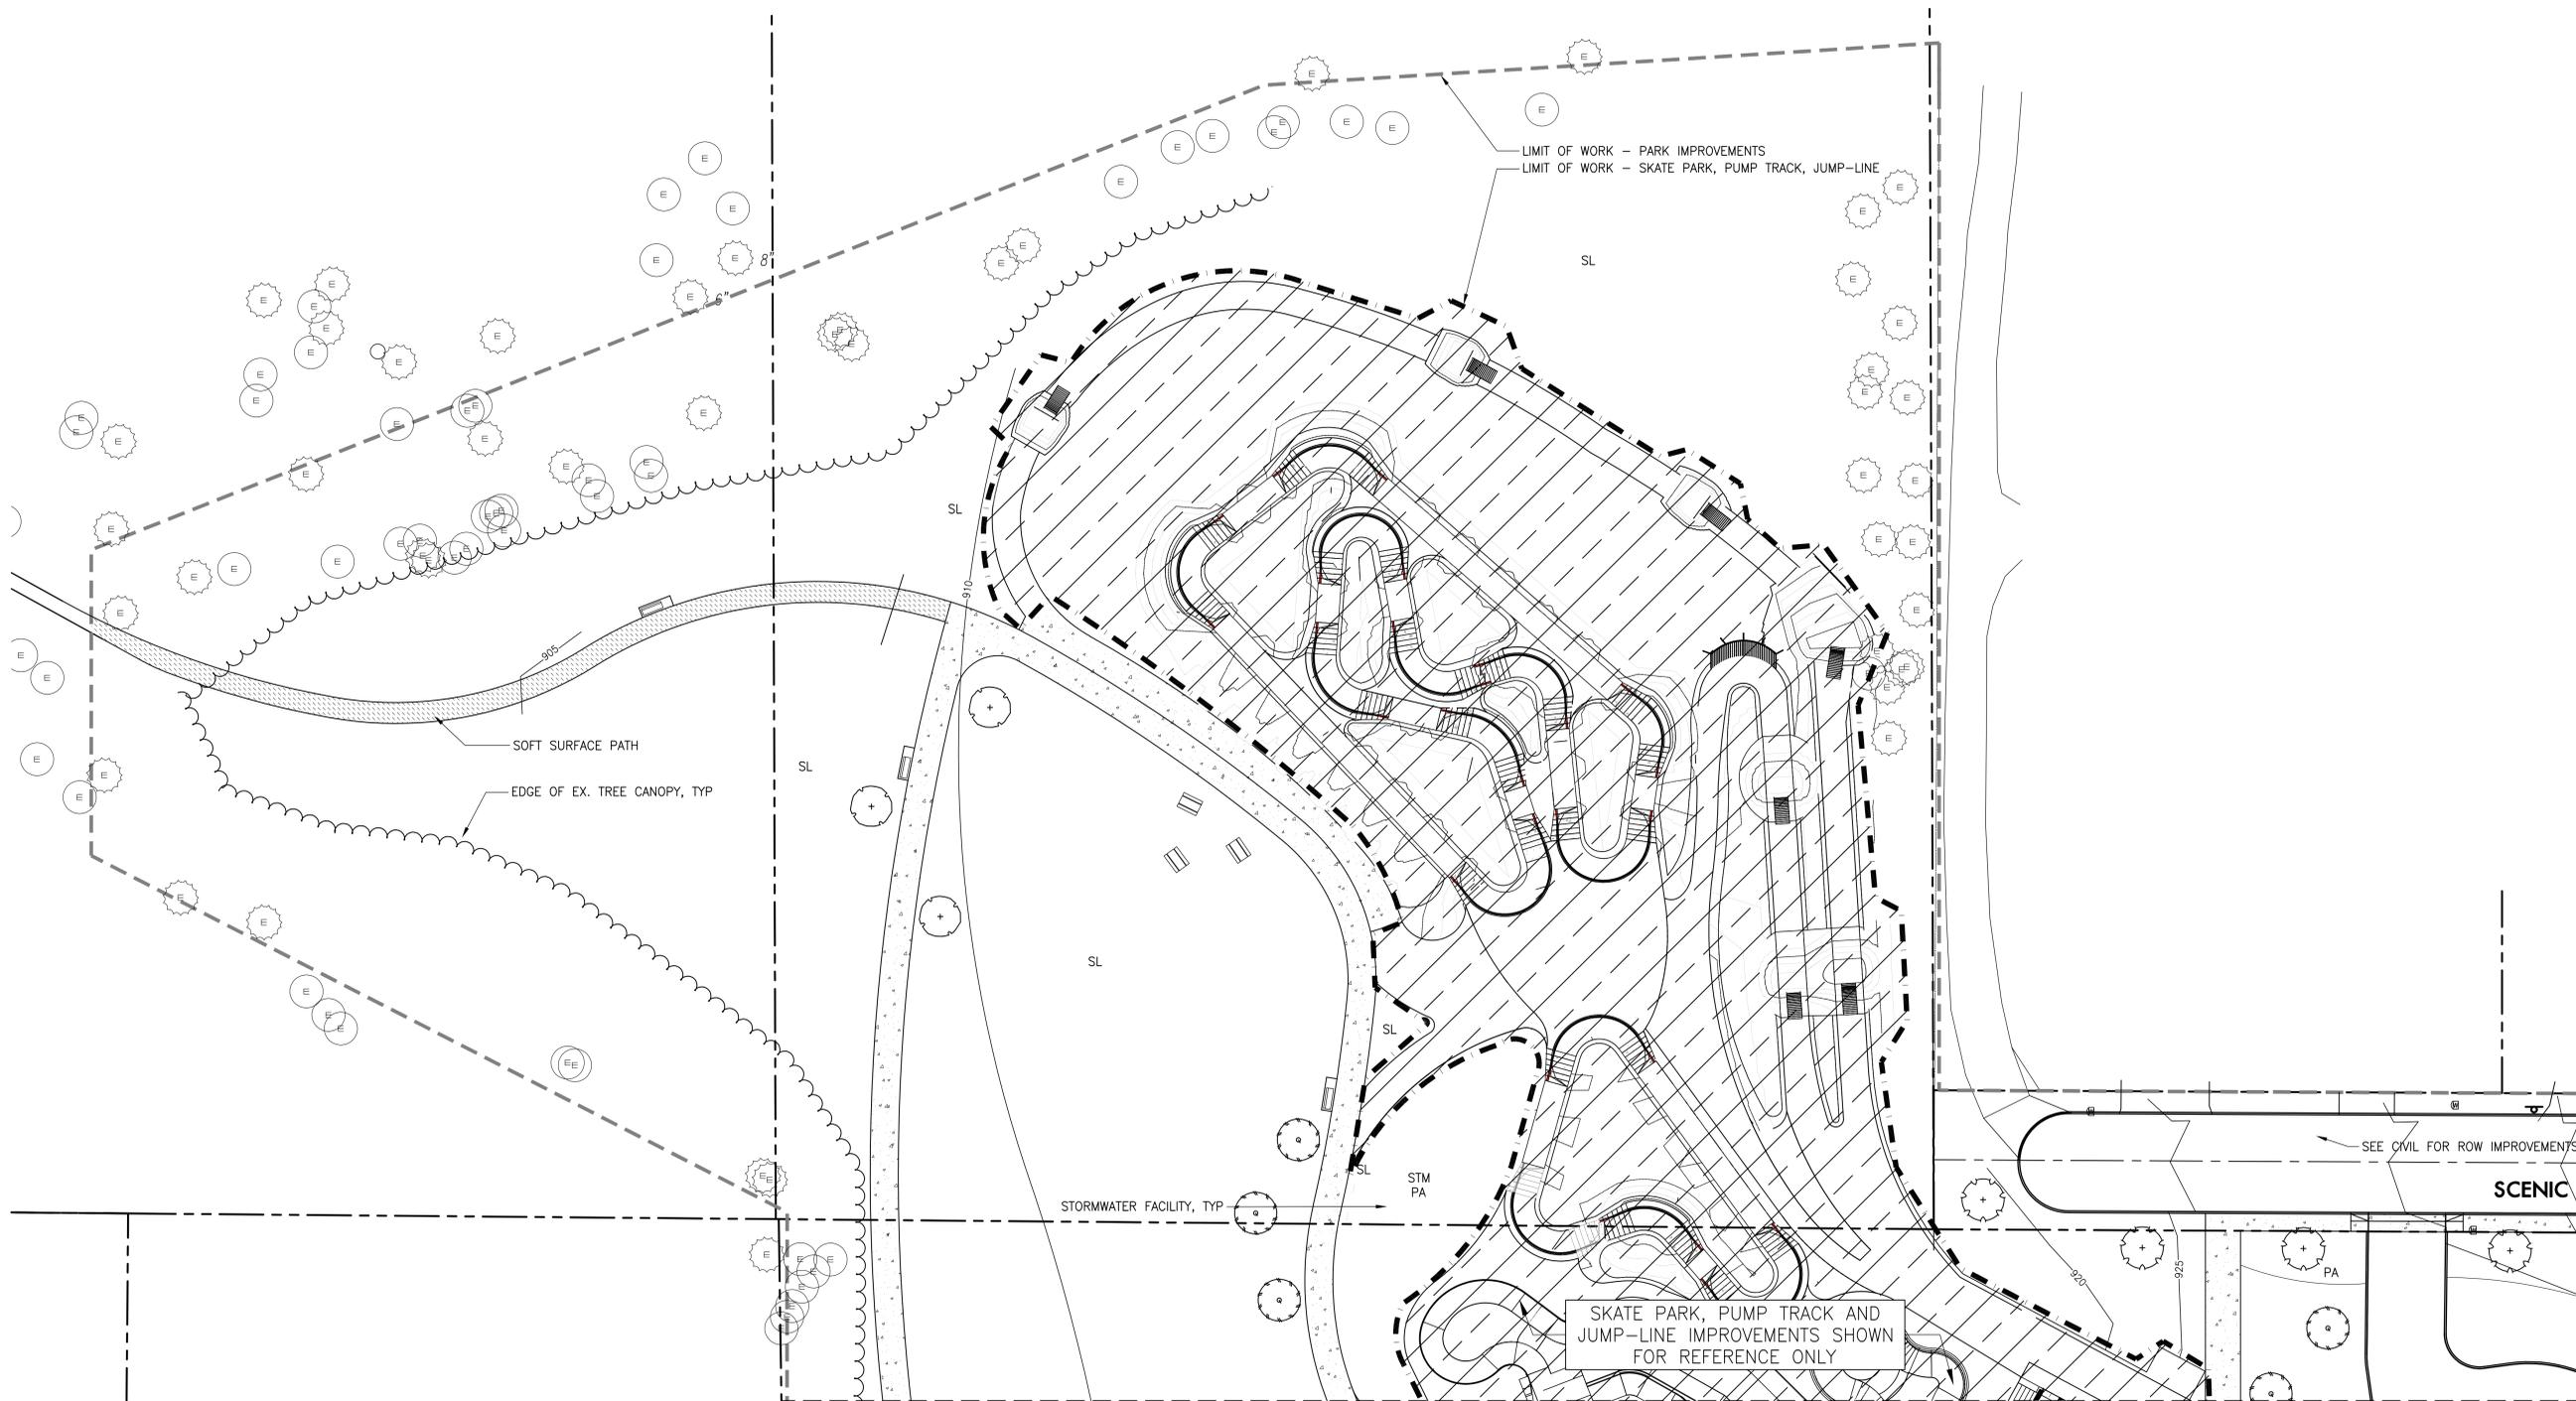 LIMIT OF WORK – PARK IMPROVEMENTS
LIMIT OF WORK – SKATE PARK, PUMP TRACK, JUMP–LINE
8"
6"
SL
SL
910
905
SOFT SURFACE PATH
SL
EDGE OF EX. TREE CANOPY, TYP
SL
SL
SEE CIVIL FOR ROW IMPROVEMENTS
SL
STM
PA
SCENIC
STORMWATER FACILITY, TYP
920
925
PA
SKATE PARK, PUMP TRACK AND
JUMP–LINE IMPROVEMENTS SHOWN
FOR REFERENCE ONLY